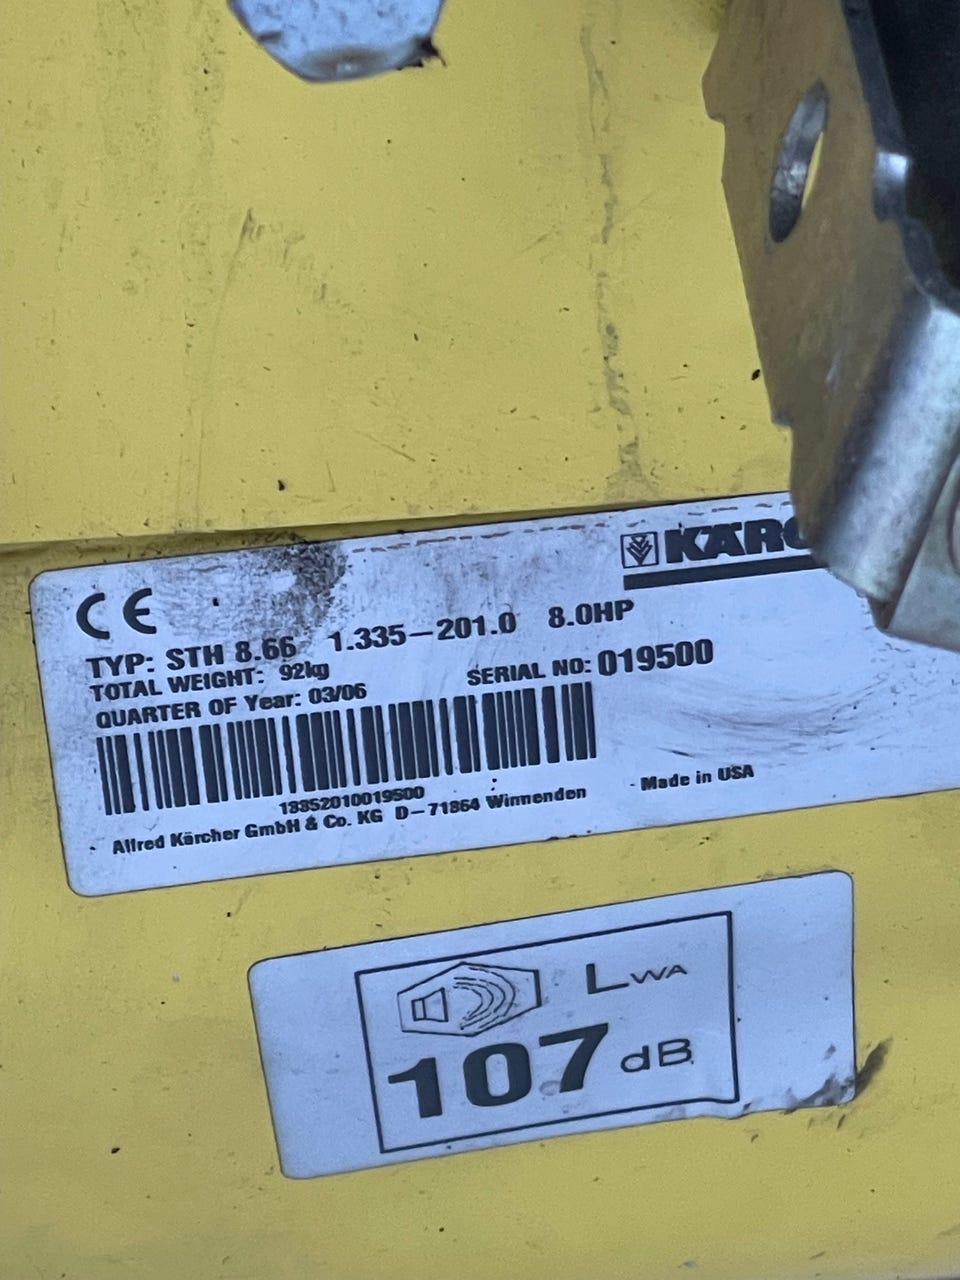 KÄRC
CE
TYP: STH 8.66 1.335-201.0 8.0HP
TOTAL WEIGHT: 92kg SERIAL NO: 019500
QUARTER OF Year: 03/06
13352010019500
Alfred Kärcher GmbH & Co. KG D-71364 Winnenden Made in USA
LWA
107 dB